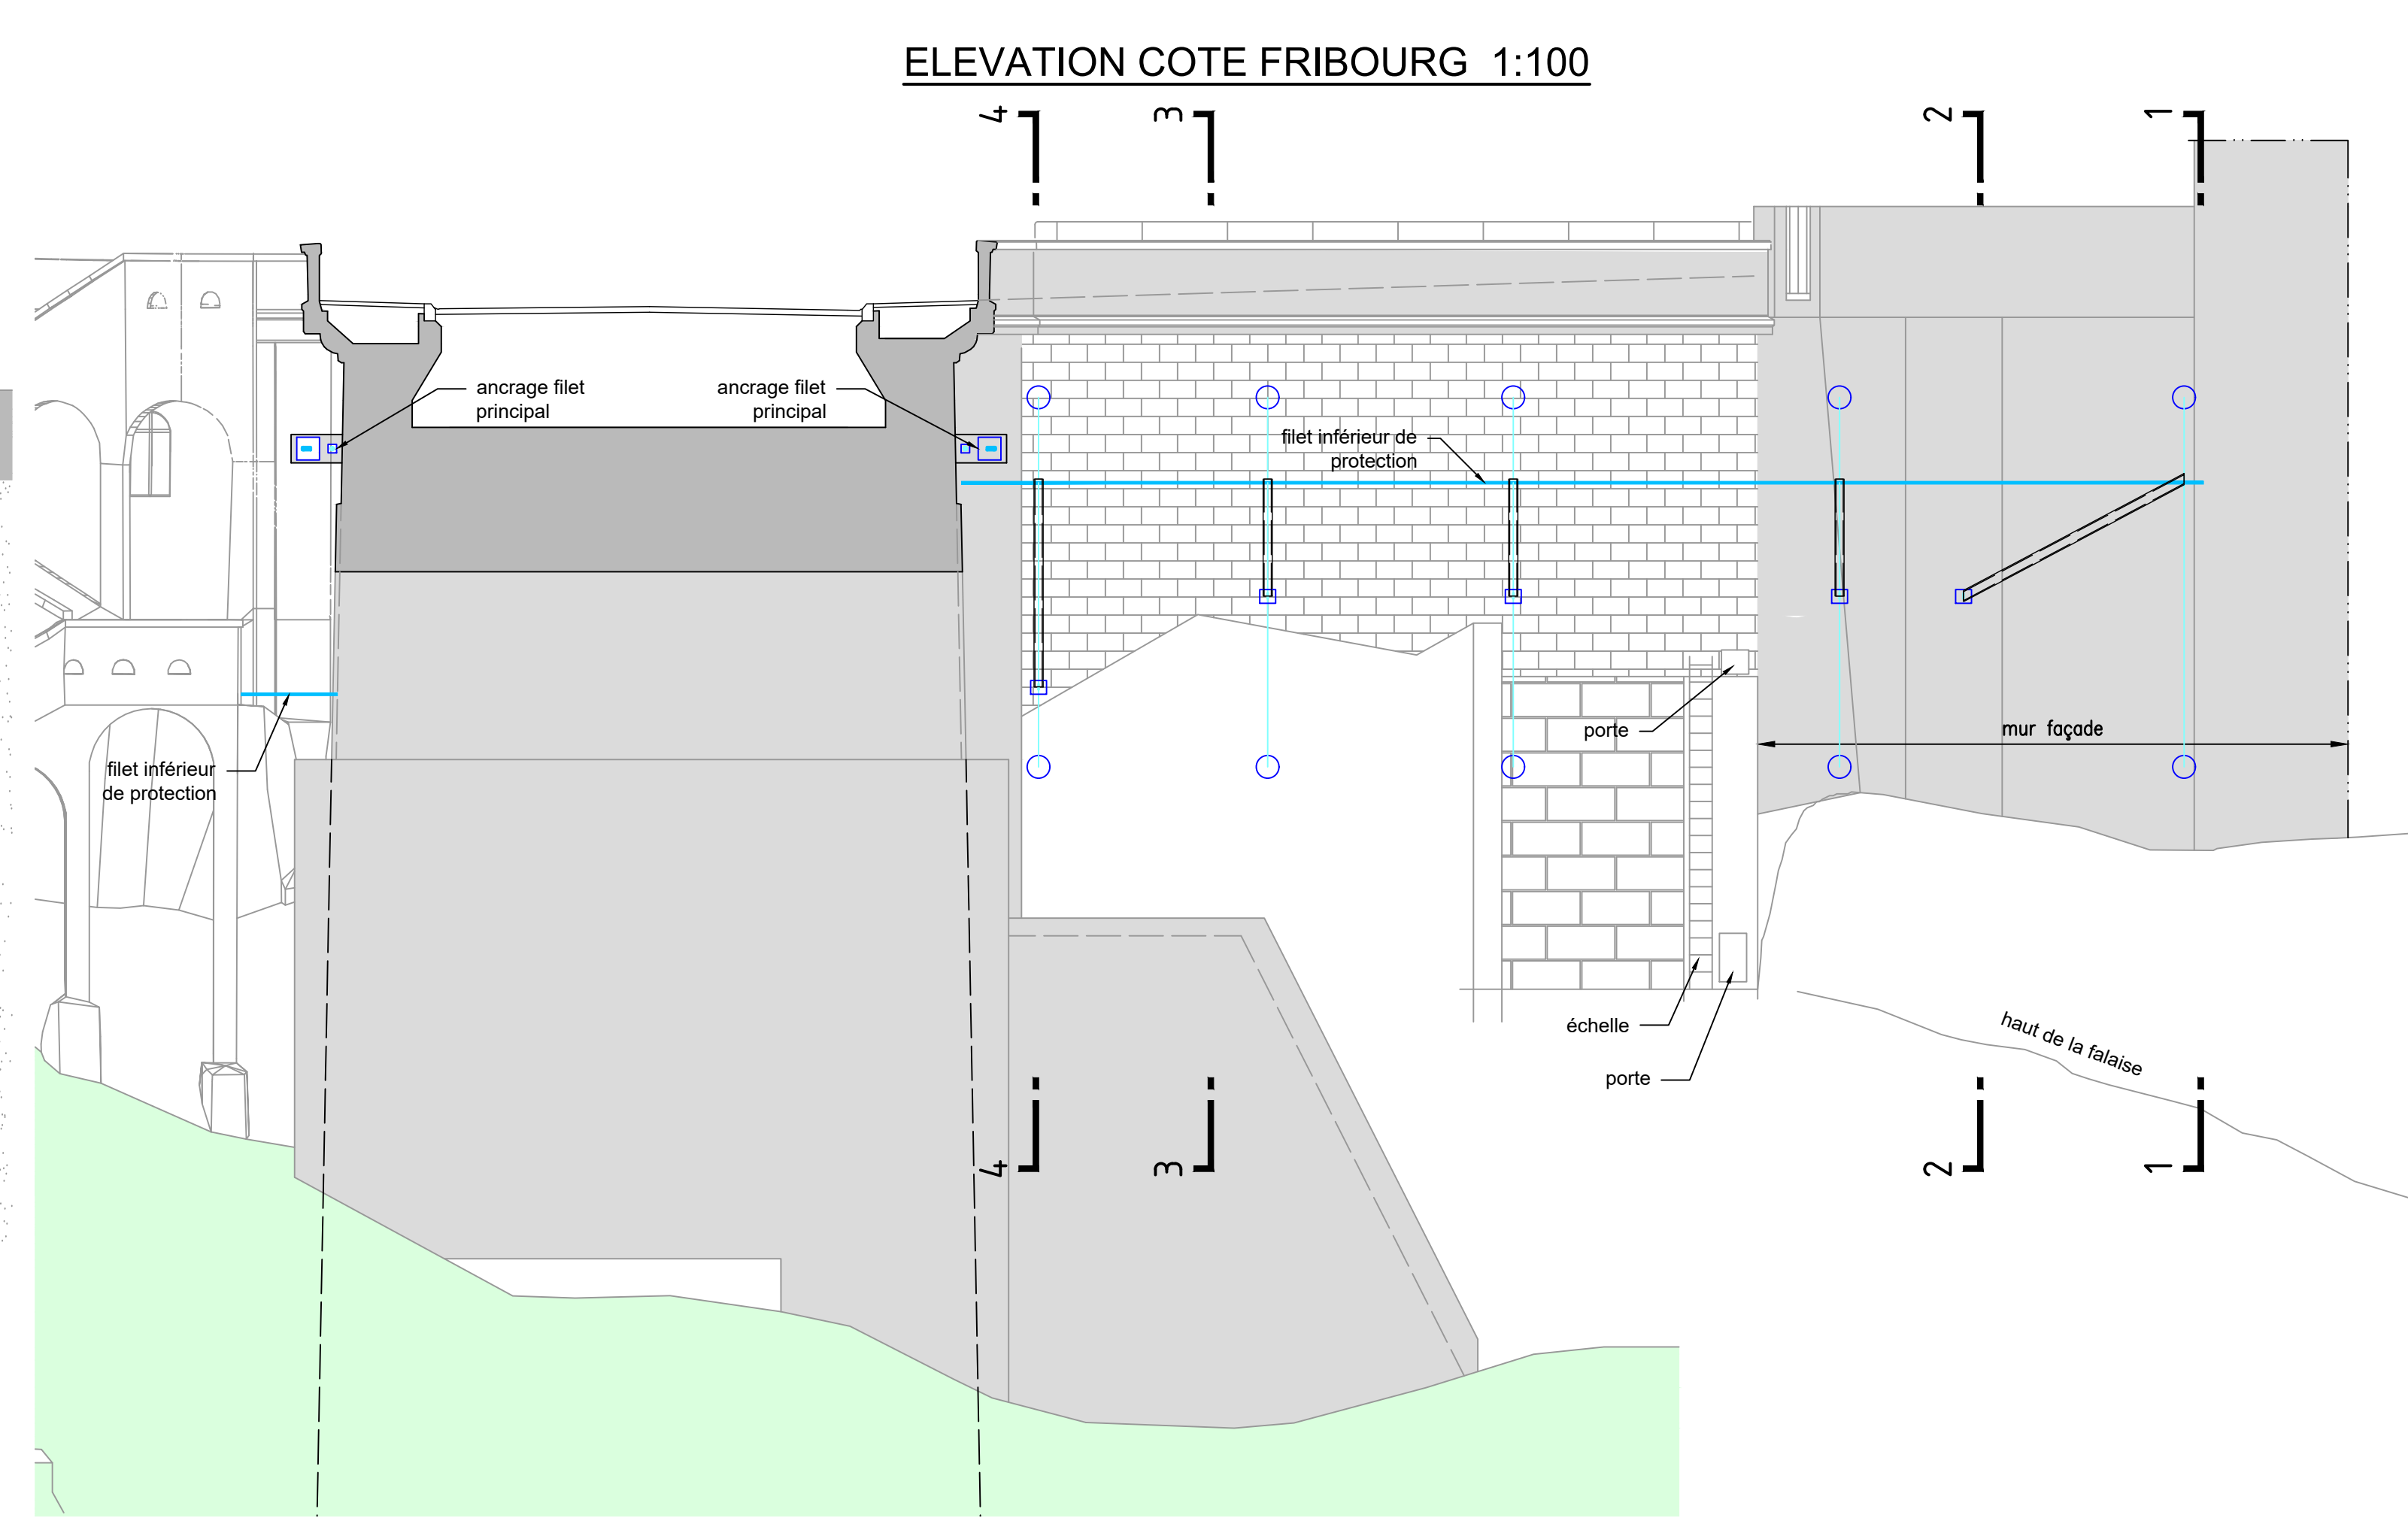 ELEVATION COTE FRIBOURG 1:100
4
3
2
1
ancrage filet
principal
ancrage filet
principal
filet inférieur de
protection
porte
mur façade
filet inférieur
de protection
échelle
haut de la falaise
porte
4
3
2
1